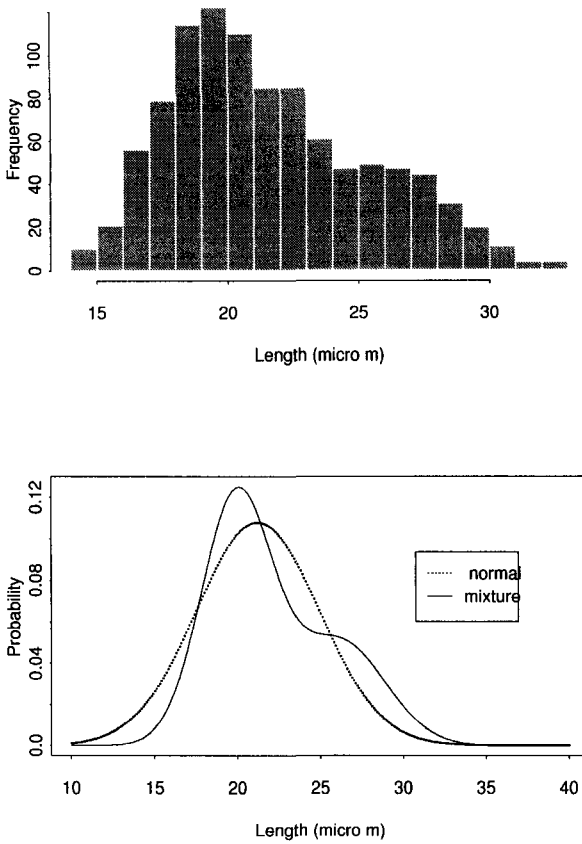 Frequency
0 20 40 60 80 100
15 20 25 30
Length (micro m)
Probability
0.0 0.04 0.08 0.12
normal
mixture
10 15 20 25 30 35 40
Length (micro m)